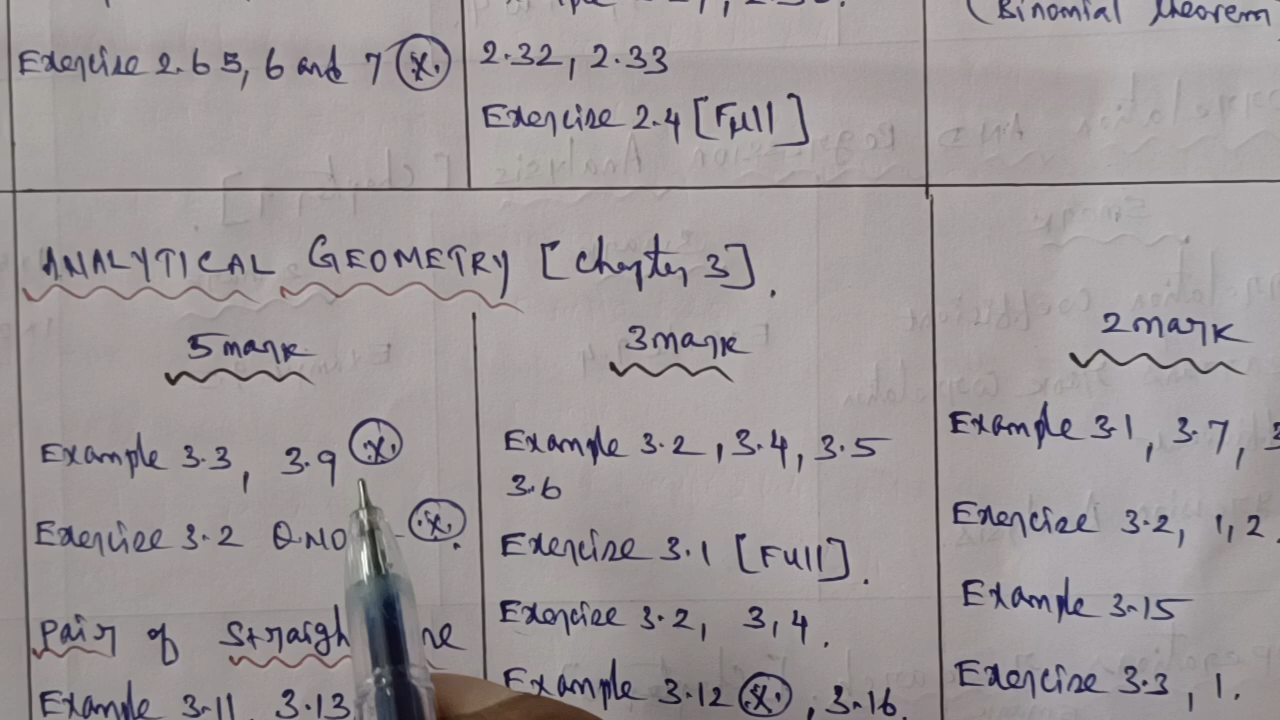 (Binomial theorem
Exercise 2.6 5, 6 and 7 (x)
2.32, 2.33
Exercise 2.4 [Full]
ANALYTICAL GEOMETRY [Chapter 3].
5 mark
Example 3.3, 3.9 (x)
Exercise 3.2 Q.NO
Pair of Straigh
Example 3.11, 3.13
3 mark
Example 3.2, 3.4, 3.5
3.6
Exercise 3.1 [Full].
Exercise 3.2, 3,4.
Example 3.12 (x), 3.16.
2 mark
Example 3.1, 3.7,
Exercise 3.2, 1,2
Example 3.15
Exercise 3.3, 1.